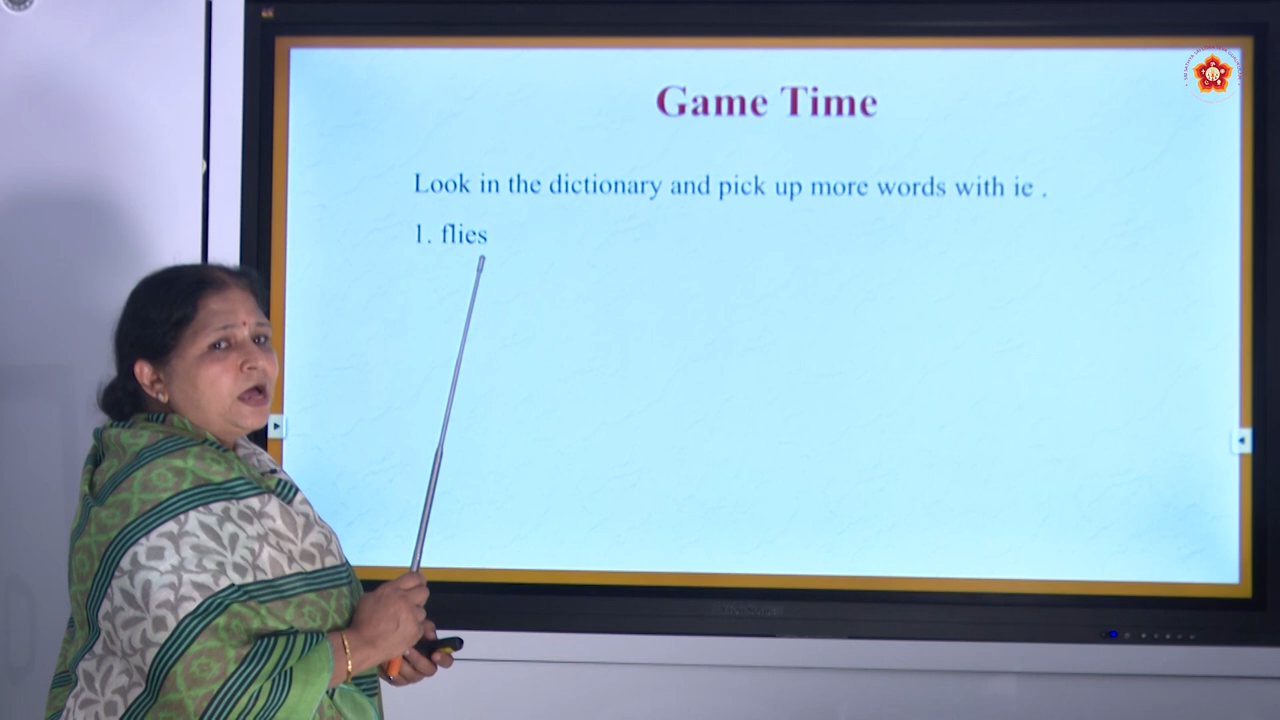 Game Time
Look in the dictionary and pick up more words with ie .
1. flies